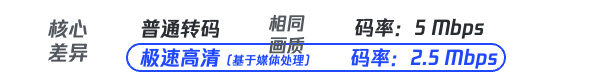 核心
差异
普通转码
相同
画质
码率：5 Mbps
极速高清（基于媒体处理）
码率：2.5 Mbps